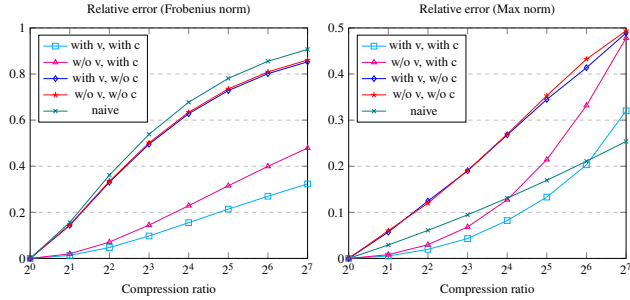 Relative error (Frobenius norm)
1
0.8
0.6
0.4
0.2
0
with v, with c
w/o v, with c
with v, w/o c
w/o v, w/o c
naive
2^0 2^1 2^2 2^3 2^4 2^5 2^6 2^7
Compression ratio
Relative error (Max norm)
0.5
0.4
0.3
0.2
0.1
0
with v, with c
w/o v, with c
with v, w/o c
w/o v, w/o c
naive
2^0 2^1 2^2 2^3 2^4 2^5 2^6 2^7
Compression ratio